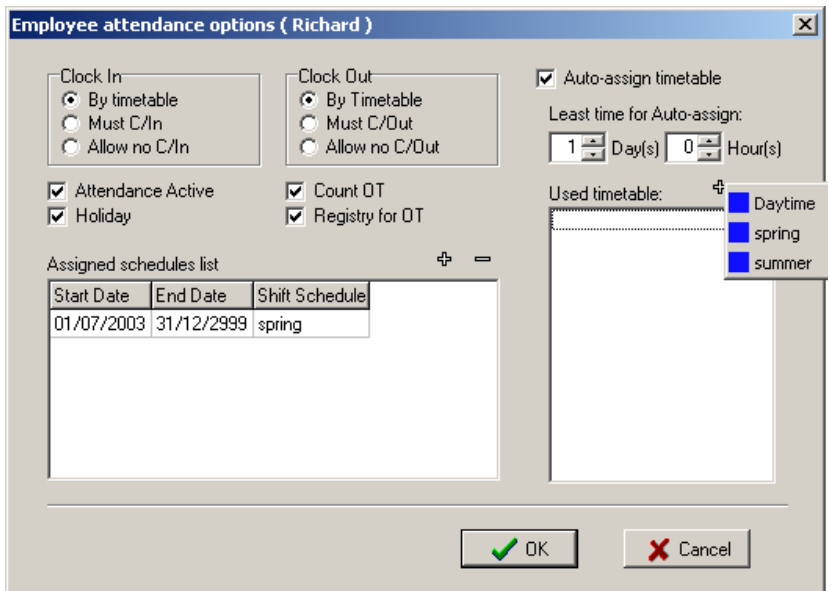 Employee attendance options ( Richard )
Clock In
By timetable
Must C/In
Allow no C/In
Clock Out
By Timetable
Must C/Out
Allow no C/Out
Auto-assign timetable
Least time for Auto-assign:
1 Day(s) 0 Hour(s)
Attendance Active
Holiday
Count OT
Registry for OT
Used timetable:
Daytime
spring
summer
Assigned schedules list
Start Date End Date Shift Schedule
01/07/2003 31/12/2999 spring
OK
Cancel